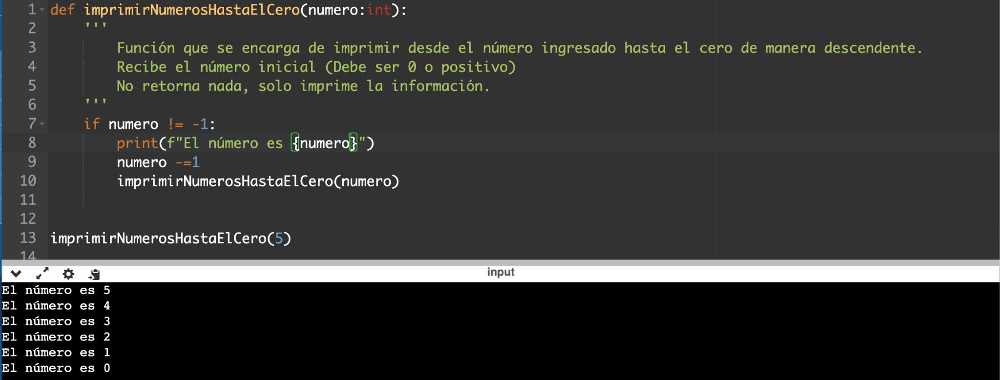 1 def imprimirNumerosHastaElCero(numero:int):
2 '''
3 Función que se encarga de imprimir desde el número ingresado hasta el cero de manera descendente.
4 Recibe el número inicial (Debe ser 0 o positivo)
5 No retorna nada, solo imprime la información.
6 '''
7 if numero != -1:
8 print(f"El número es {numero}")
9 numero -=1
10 imprimirNumerosHastaElCero(numero)
11
12
13 imprimirNumerosHastaElCero(5)
14
input
El número es 5
El número es 4
El número es 3
El número es 2
El número es 1
El número es 0